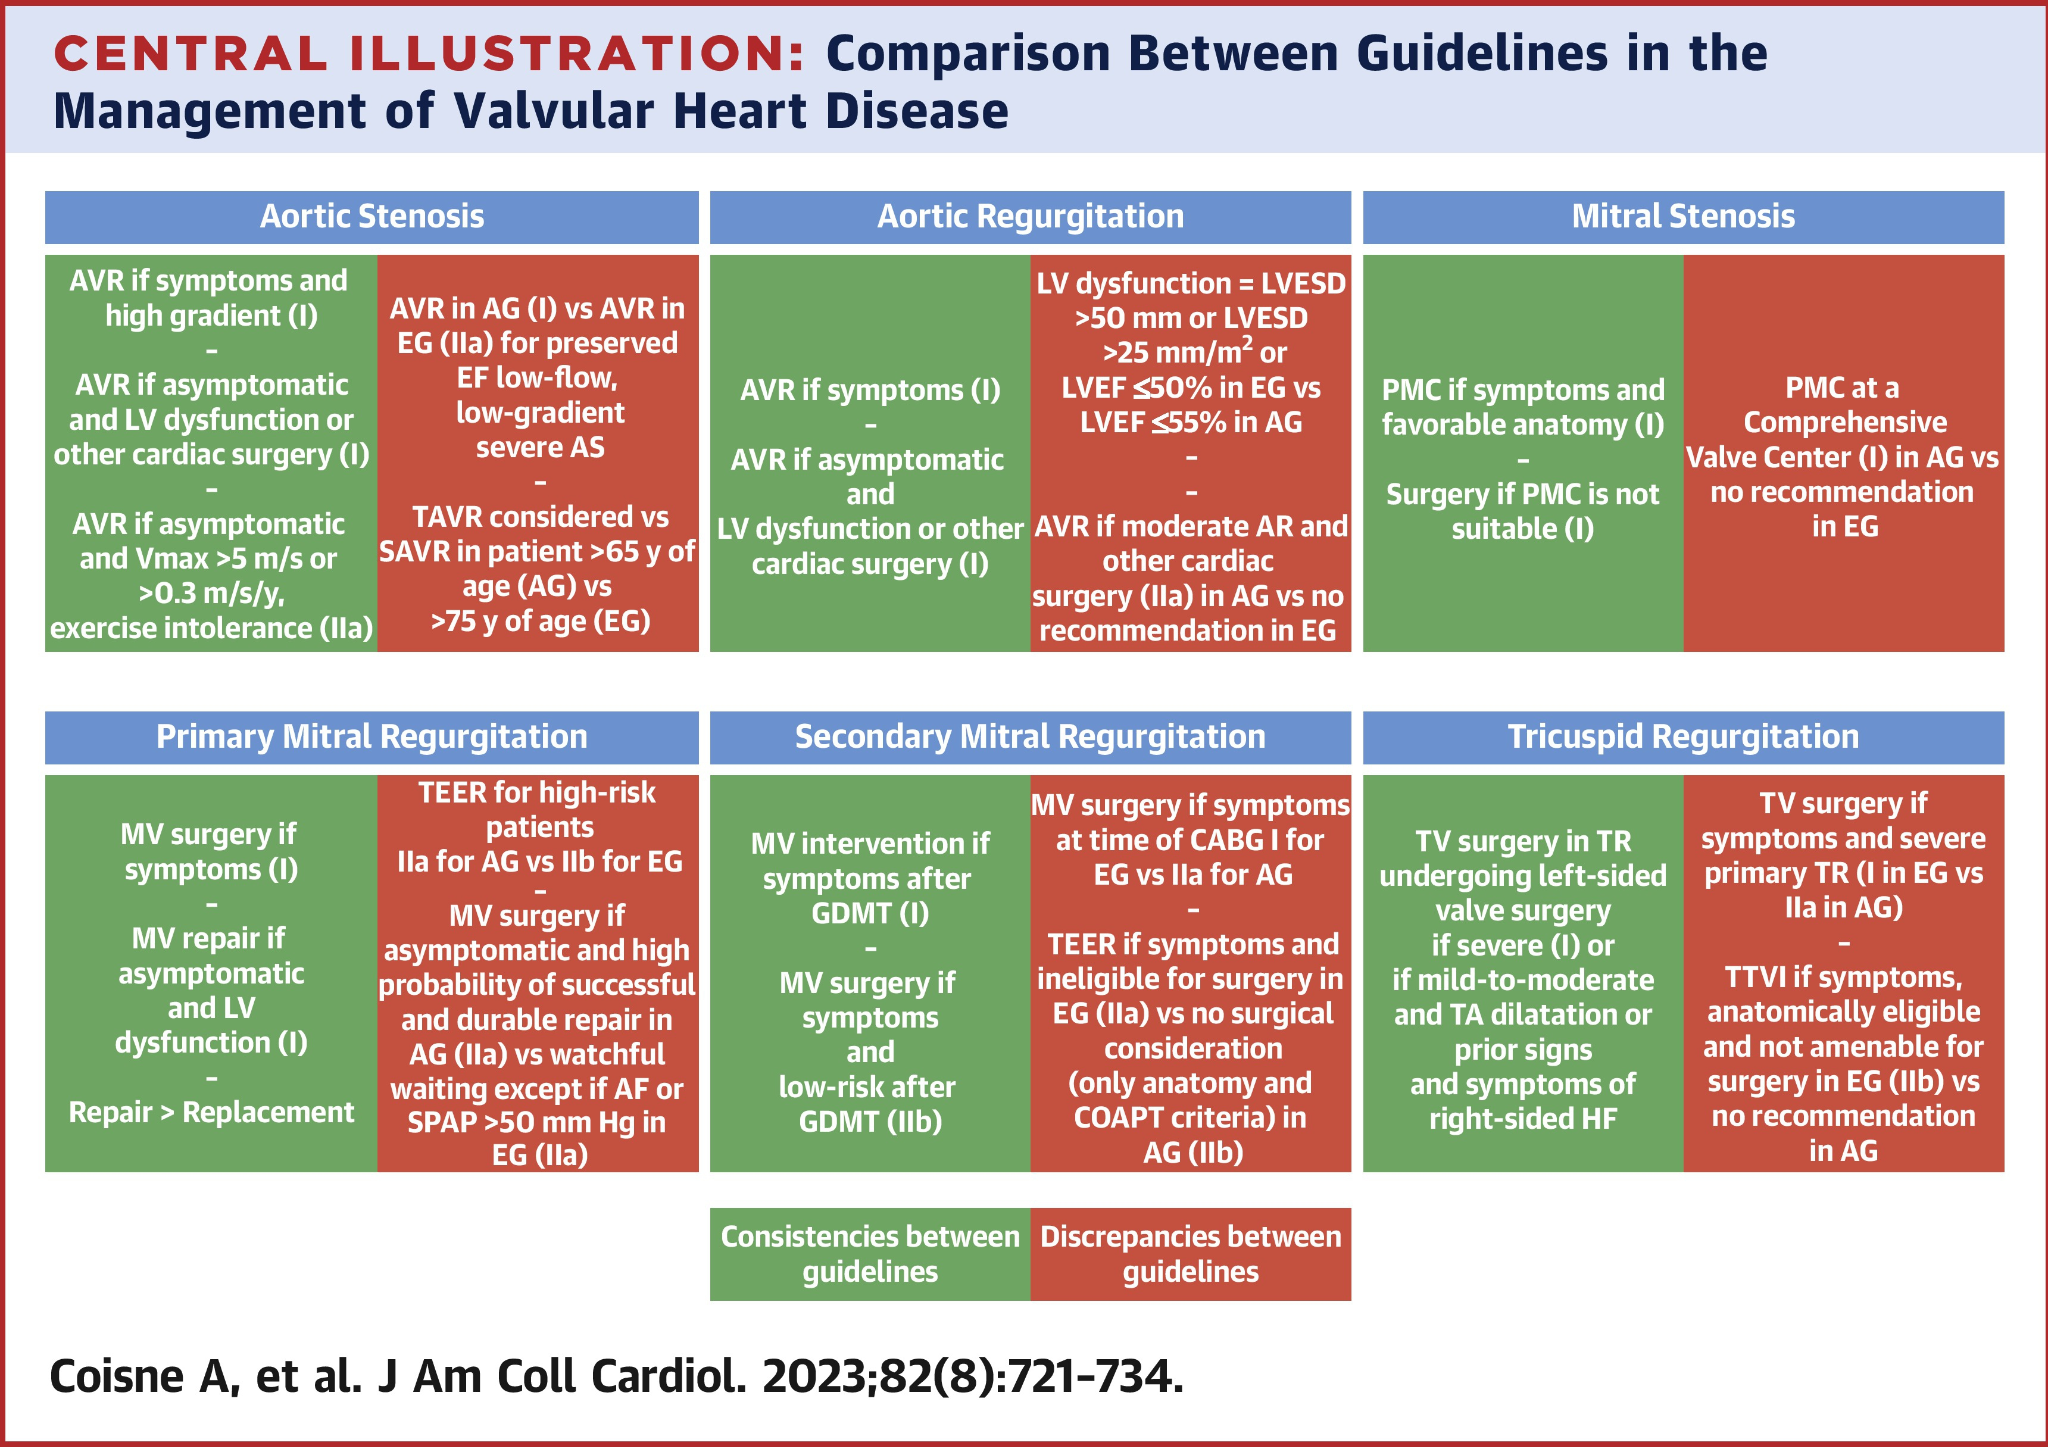 CENTRAL ILLUSTRATION: Comparison Between Guidelines in the
Management of Valvular Heart Disease
Aortic Stenosis
AVR if symptoms and
high gradient (I)
–
AVR if asymptomatic
and LV dysfunction or
other cardiac surgery (I)
–
AVR if asymptomatic
and Vmax >5 m/s or
>0.3 m/s/y,
exercise intolerance (IIa)
AVR in AG (I) vs AVR in
EG (IIa) for preserved
EF low-flow,
low-gradient
severe AS
–
TAVR considered vs
SAVR in patient >65 y of
age (AG) vs
>75 y of age (EG)
Aortic Regurgitation
AVR if symptoms (I)
–
AVR if asymptomatic
and
LV dysfunction or other
cardiac surgery (I)
LV dysfunction = LVESD
>50 mm or LVESD
>25 mm/m² or
LVEF ≤50% in EG vs
LVEF ≤55% in AG
–
–
AVR if moderate AR and
other cardiac
surgery (IIa) in AG vs no
recommendation in EG
Mitral Stenosis
PMC if symptoms and
favorable anatomy (I)
–
Surgery if PMC is not
suitable (I)
PMC at a
Comprehensive
Valve Center (I) in AG vs
no recommendation
in EG
Primary Mitral Regurgitation
MV surgery if
symptoms (I)
–
MV repair if
asymptomatic
and LV
dysfunction (I)
–
Repair > Replacement
TEER for high-risk
patients
IIa for AG vs IIb for EG
–
MV surgery if
asymptomatic and high
probability of successful
and durable repair in
AG (IIa) vs watchful
waiting except if AF or
SPAP >50 mm Hg in
EG (IIa)
Secondary Mitral Regurgitation
MV intervention if
symptoms after
GDMT (I)
–
MV surgery if
symptoms
and
low-risk after
GDMT (IIb)
MV surgery if symptoms
at time of CABG I for
EG vs IIa for AG
–
TEER if symptoms and
ineligible for surgery in
EG (IIa) vs no surgical
consideration
(only anatomy and
COAPT criteria) in
AG (IIb)
Tricuspid Regurgitation
TV surgery in TR
undergoing left-sided
valve surgery
if severe (I) or
if mild-to-moderate
and TA dilatation or
prior signs
and symptoms of
right-sided HF
TV surgery if
symptoms and severe
primary TR (I in EG vs
IIa in AG)
–
TTVI if symptoms,
anatomically eligible
and not amenable for
surgery in EG (IIb) vs
no recommendation
in AG
Consistencies between
guidelines
Discrepancies between
guidelines
Coisne A, et al. J Am Coll Cardiol. 2023;82(8):721–734.